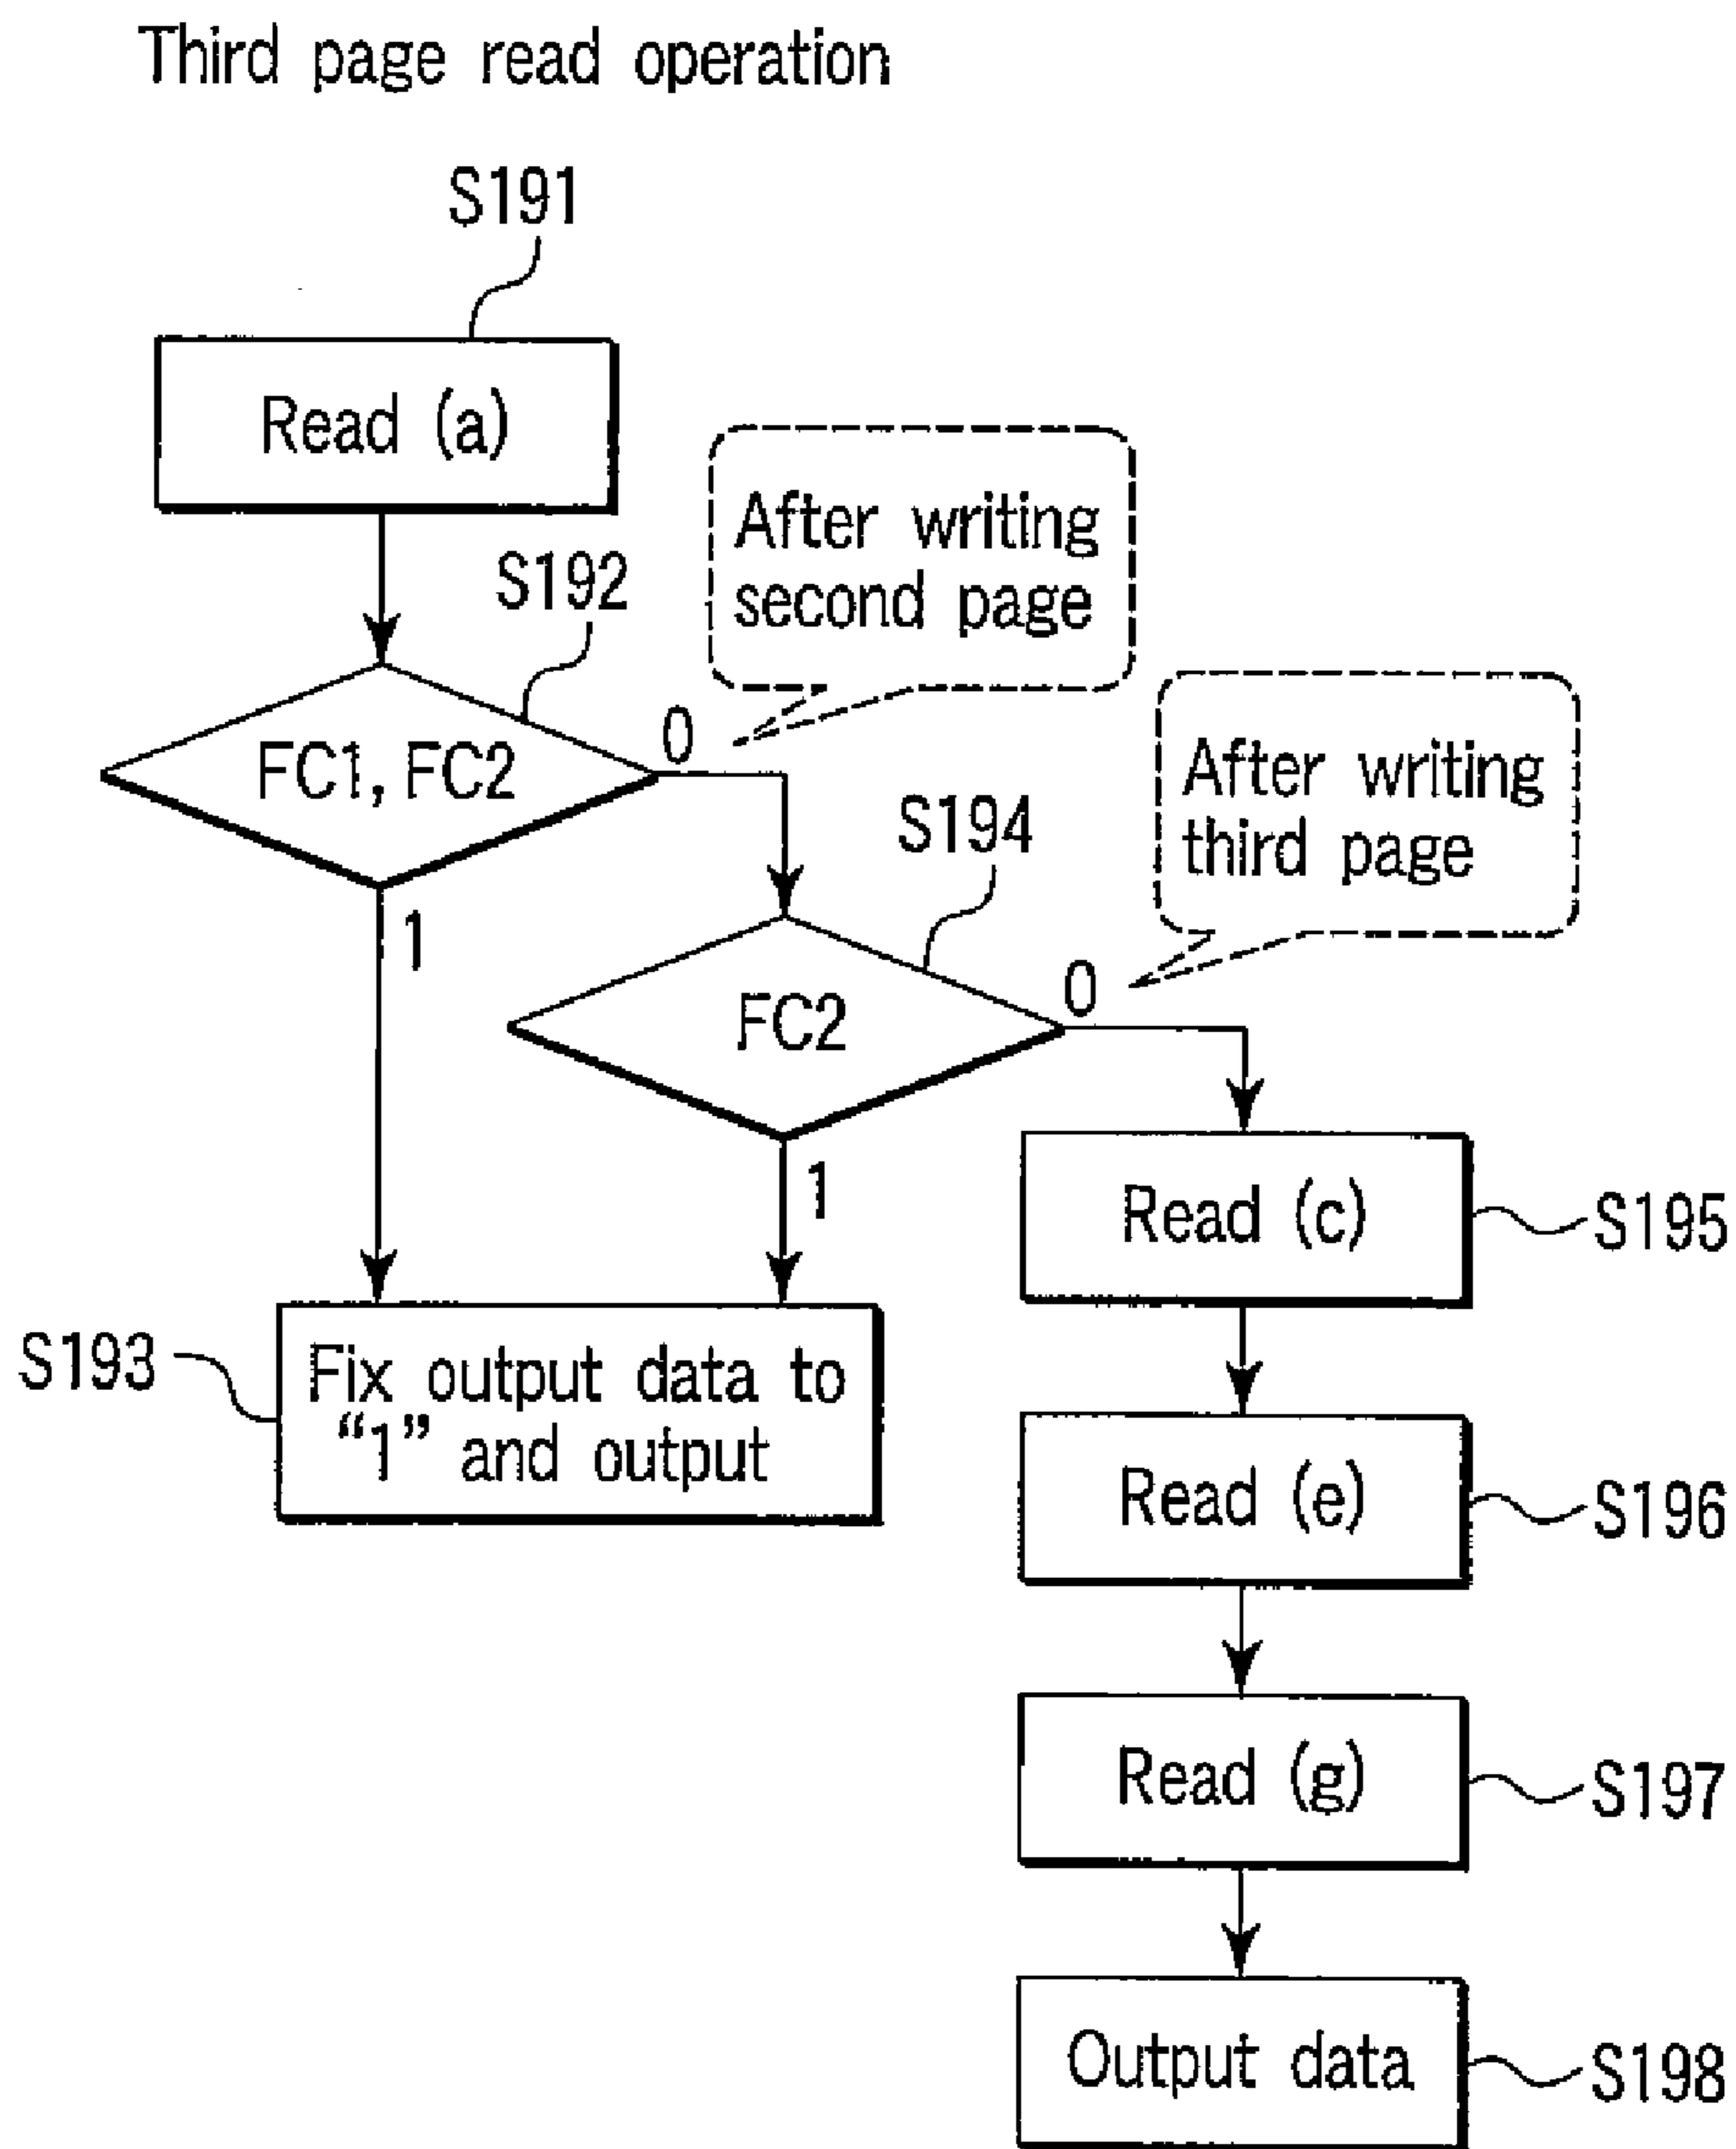 Third page read operation
S191
Read (a)
After writing
second page
S192
0
FC1, FC2
1
After writing
third page
S194
0
FC2
1
Read (c)
S195
S193
Fix output data to
“1” and output
Read (e)
S196
Read (g)
S197
Output data
S198